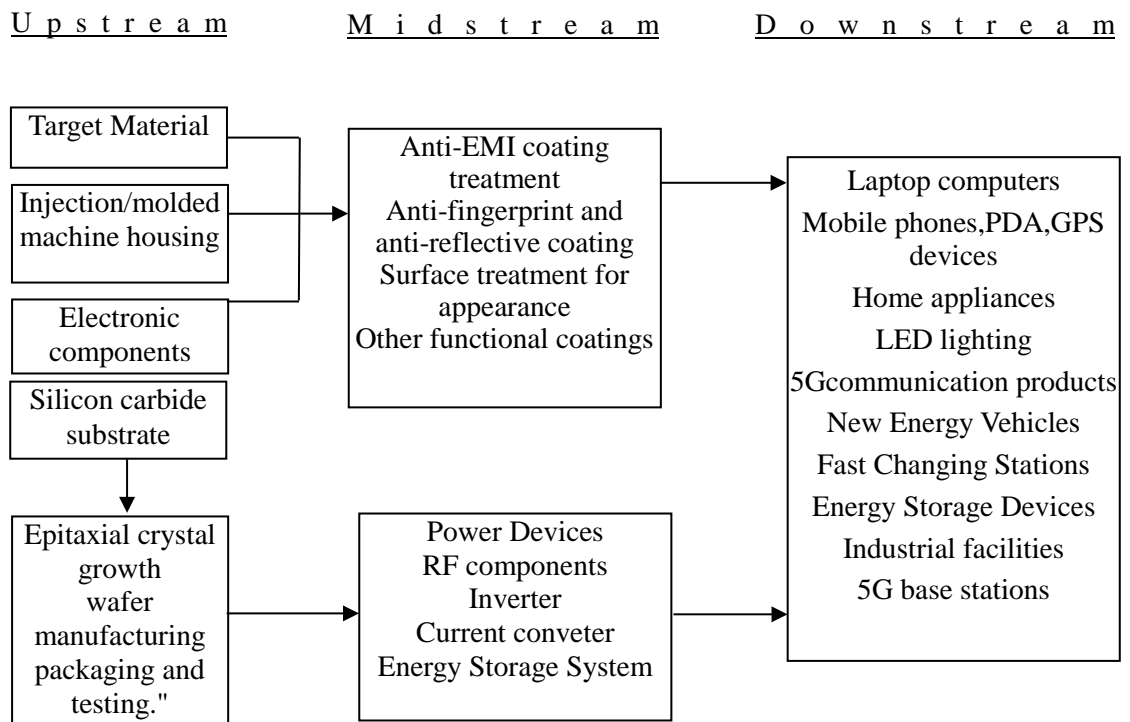 Upstream
Midstream
Downstream
Target Material
Injection/molded
machine housing
Electronic
components
Silicon carbide
substrate
Epitaxial crystal
growth
wafer
manufacturing
packaging and
testing."
Anti-EMI coating
treatment
Anti-fingerprint and
anti-reflective coating
Surface treatment for
appearance
Other functional coatings
Power Devices
RF components
Inverter
Current conveter
Energy Storage System
Laptop computers
Mobile phones,PDA,GPS
devices
Home appliances
LED lighting
5Gcommunication products
New Energy Vehicles
Fast Changing Stations
Energy Storage Devices
Industrial facilities
5G base stations